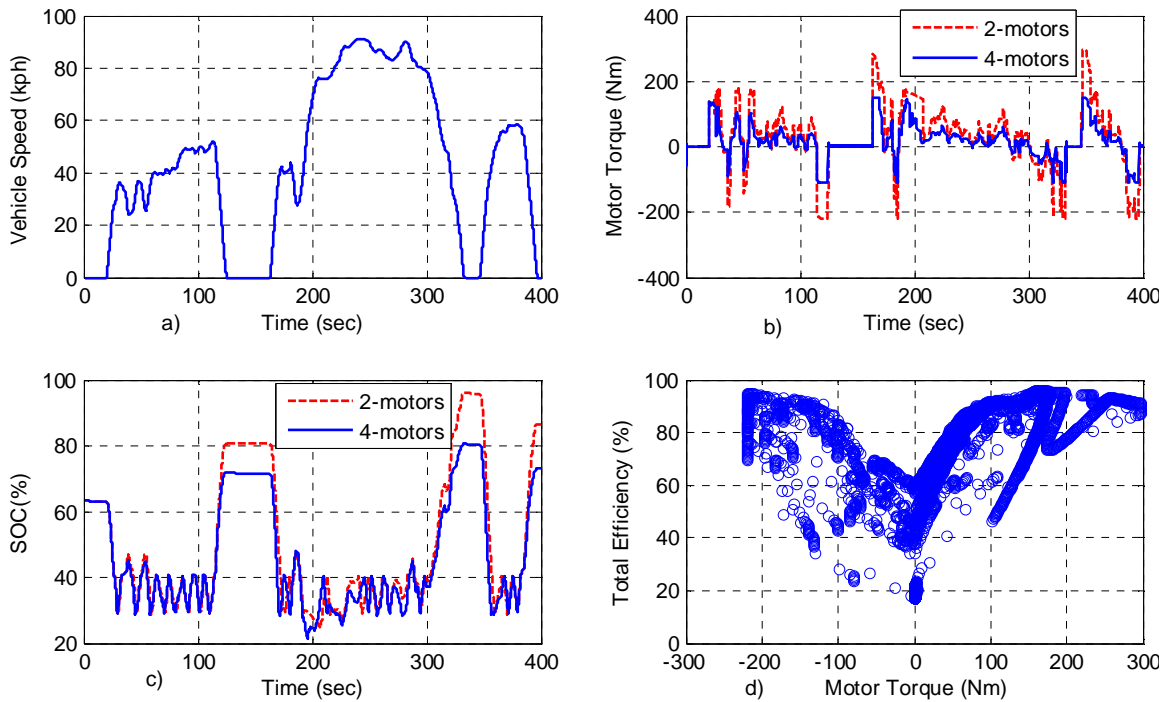 100
80
60
40
20
0
0
100
200
300
400
Vehicle Speed (kph)
Time (sec)
a)
400
200
0
-200
-400
0
100
200
300
400
Motor Torque (Nm)
Time (sec)
b)
2-motors
4-motors
100
80
60
40
20
0
100
200
300
400
SOC(%)
Time (sec)
c)
2-motors
4-motors
100
80
60
40
20
0
-300
-200
-100
0
100
200
300
Total Efficiency (%)
Motor Torque (Nm)
d)